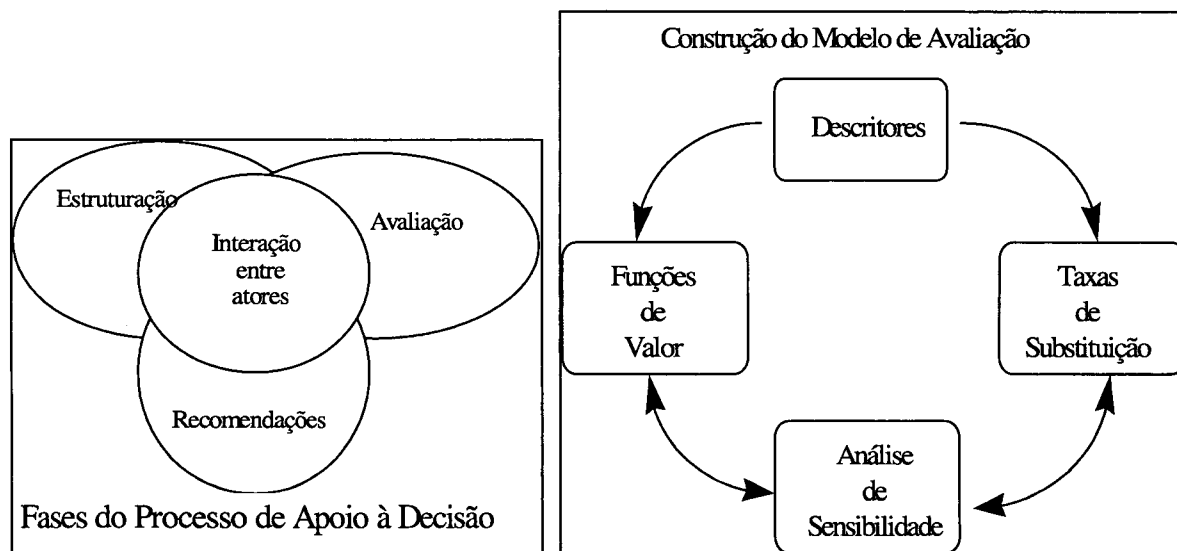 Estruturação
Avaliação
Interação
entre
atores
Recomendações
Fases do Processo de Apoio à Decisão
Construção do Modelo de Avaliação
Descritores
Funções
de
Valor
Taxas
de
Substituição
Análise
de
Sensibilidade